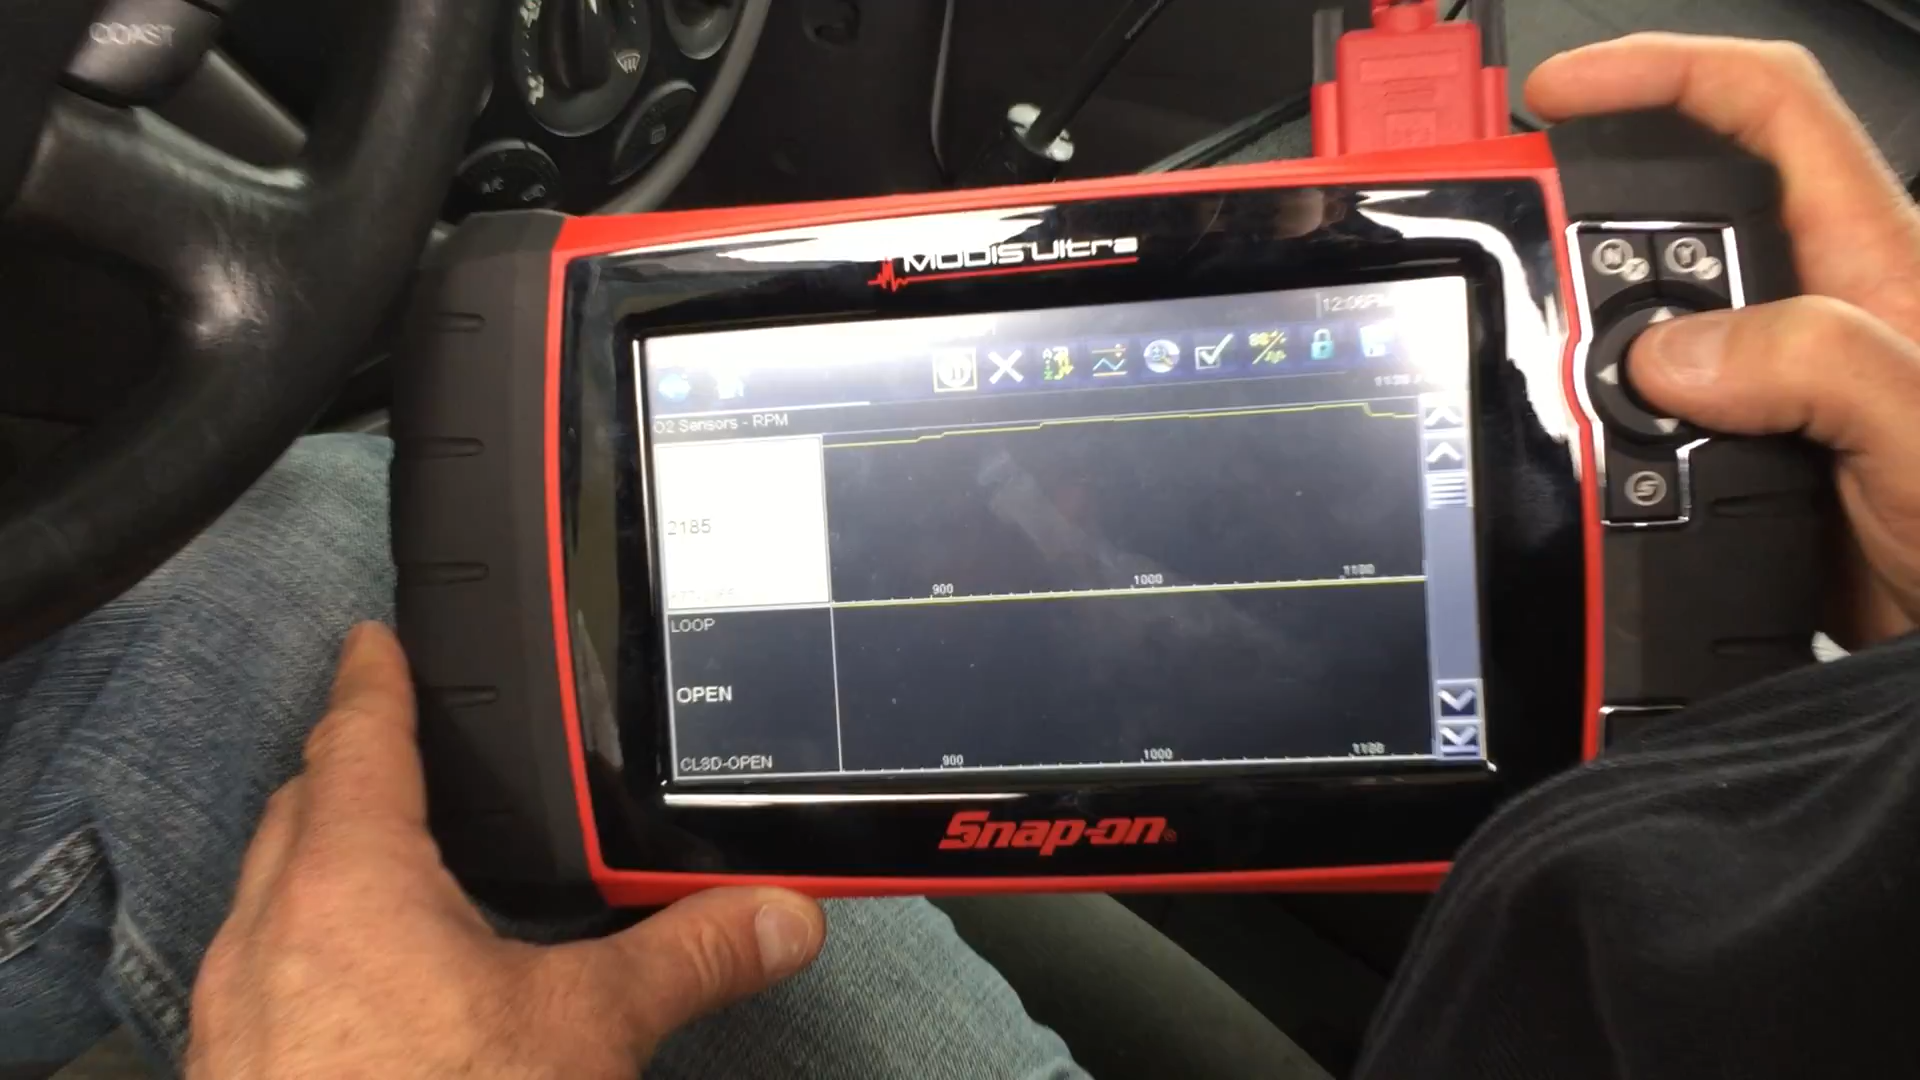 COAST
A/C
MODIS Ultra
12:06PM
O2 Sensors - RPM
2185
900
1000
1100
LOOP
OPEN
CLSD-OPEN
900
1000
1100
N
X
Y
S
Snap-on